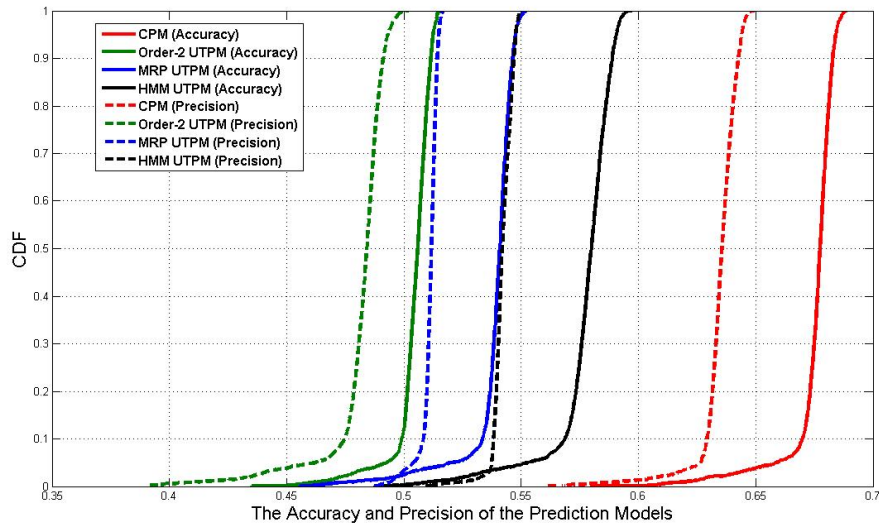 1
0.9
0.8
0.7
0.6
0.5
0.4
0.3
0.2
0.1
0
CDF
CPM (Accuracy)
Order-2 UTPM (Accuracy)
MRP UTPM (Accuracy)
HMM UTPM (Accuracy)
CPM (Precision)
Order-2 UTPM (Precision)
MRP UTPM (Precision)
HMM UTPM (Precision)
0.35 0.4 0.45 0.5 0.55 0.6 0.65 0.7
The Accuracy and Precision of the Prediction Models